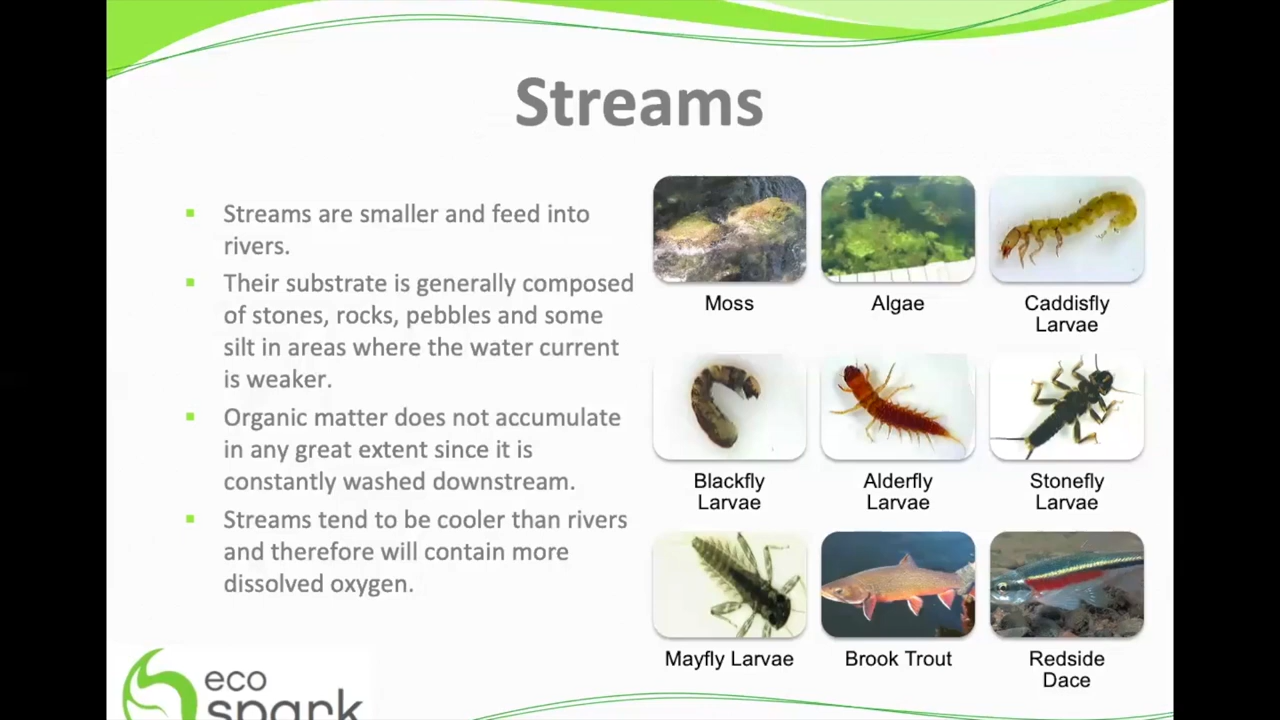 Streams
Streams are smaller and feed into
rivers.
Their substrate is generally composed
of stones, rocks, pebbles and some
silt in areas where the water current
is weaker.
Organic matter does not accumulate
in any great extent since it is
constantly washed downstream.
Streams tend to be cooler than rivers
and therefore will contain more
dissolved oxygen.
Moss
Algae
Caddisfly
Larvae
Blackfly
Larvae
Alderfly
Larvae
Stonefly
Larvae
Mayfly Larvae
Brook Trout
Redside
Dace
eco
spark